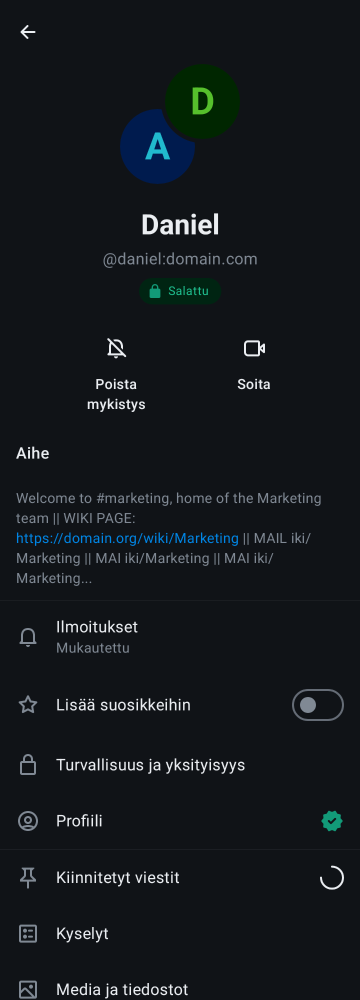 D
A
Daniel
@daniel:domain.com
Salattu
Poista
mykistys
Soita
Aihe
Welcome to #marketing, home of the Marketing
team || WIKI PAGE:
https://domain.org/wiki/Marketing || MAIL iki/
Marketing || MAI iki/Marketing || MAI iki/
Marketing...
Ilmoitukset
Mukautettu
Lisää suosikkeihin
Turvallisuus ja yksityisyys
Profiili
Kiinnitetyt viestit
Kyselyt
Media ja tiedostot